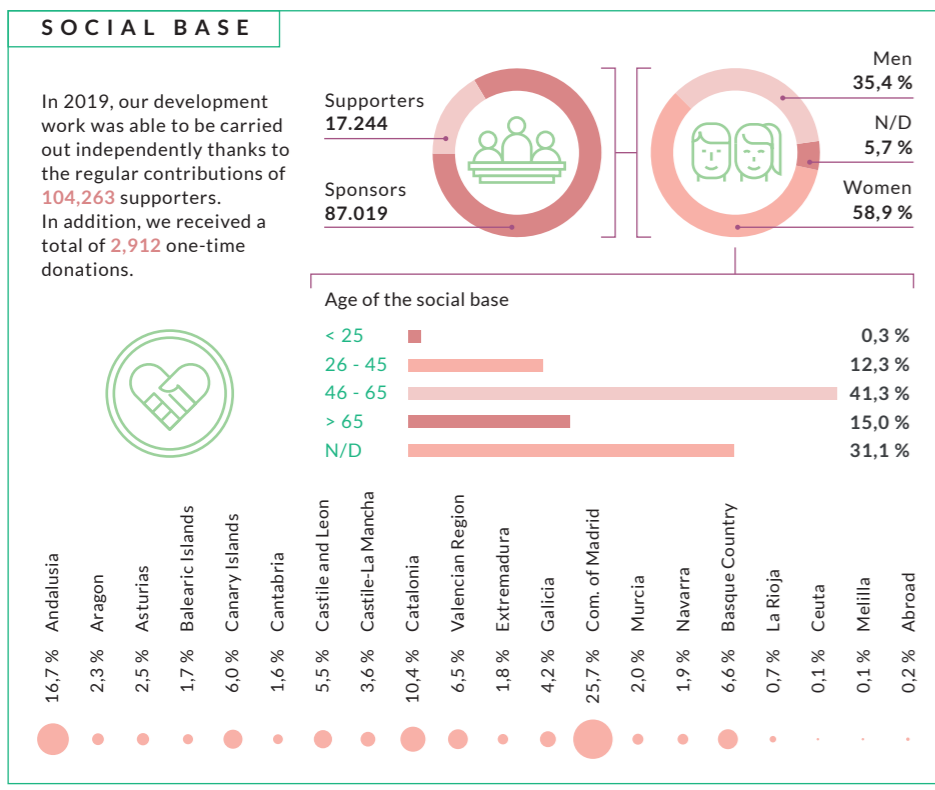 SOCIAL BASE
In 2019, our development
work was able to be carried
out independently thanks to
the regular contributions of
104,263 supporters.
In addition, we received a
total of 2,912 one-time
donations.
Supporters
17.244
Sponsors
87.019
Men
35,4 %
N/D
5,7 %
Women
58,9 %
Age of the social base
< 25 0,3 %
26 - 45 12,3 %
46 - 65 41,3 %
> 65 15,0 %
N/D 31,1 %
16,7 % Andalusia
2,3 % Aragon
2,5 % Asturias
1,7 % Balearic Islands
6,0 % Canary Islands
1,6 % Cantabria
5,5 % Castile and Leon
3,6 % Castile-La Mancha
10,4 % Catalonia
6,5 % Valencian Region
1,8 % Extremadura
4,2 % Galicia
25,7 % Com. of Madrid
2,0 % Murcia
1,9 % Navarra
6,6 % Basque Country
0,7 % La Rioja
0,1 % Ceuta
0,1 % Melilla
0,2 % Abroad